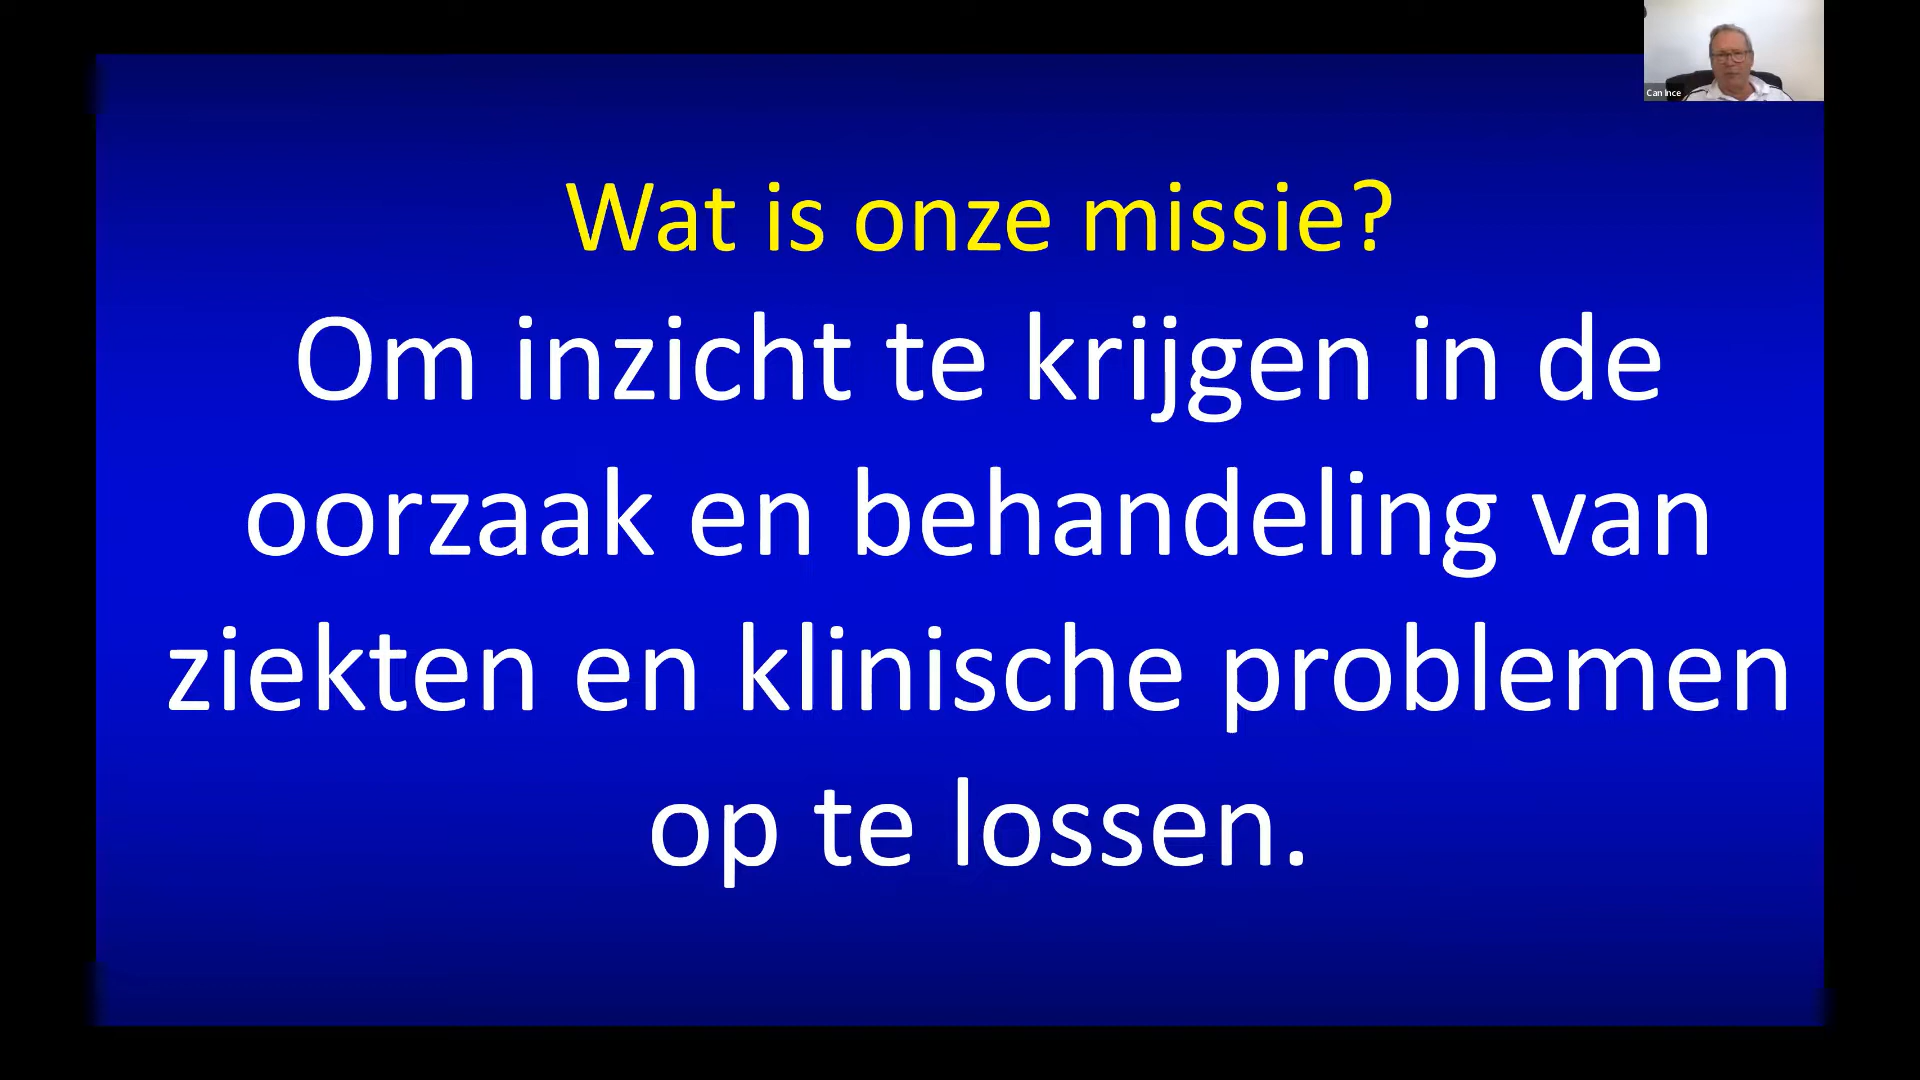 Can Ince
Wat is onze missie?
Om inzicht te krijgen in de
oorzaak en behandeling van
ziekten en klinische problemen
op te lossen.